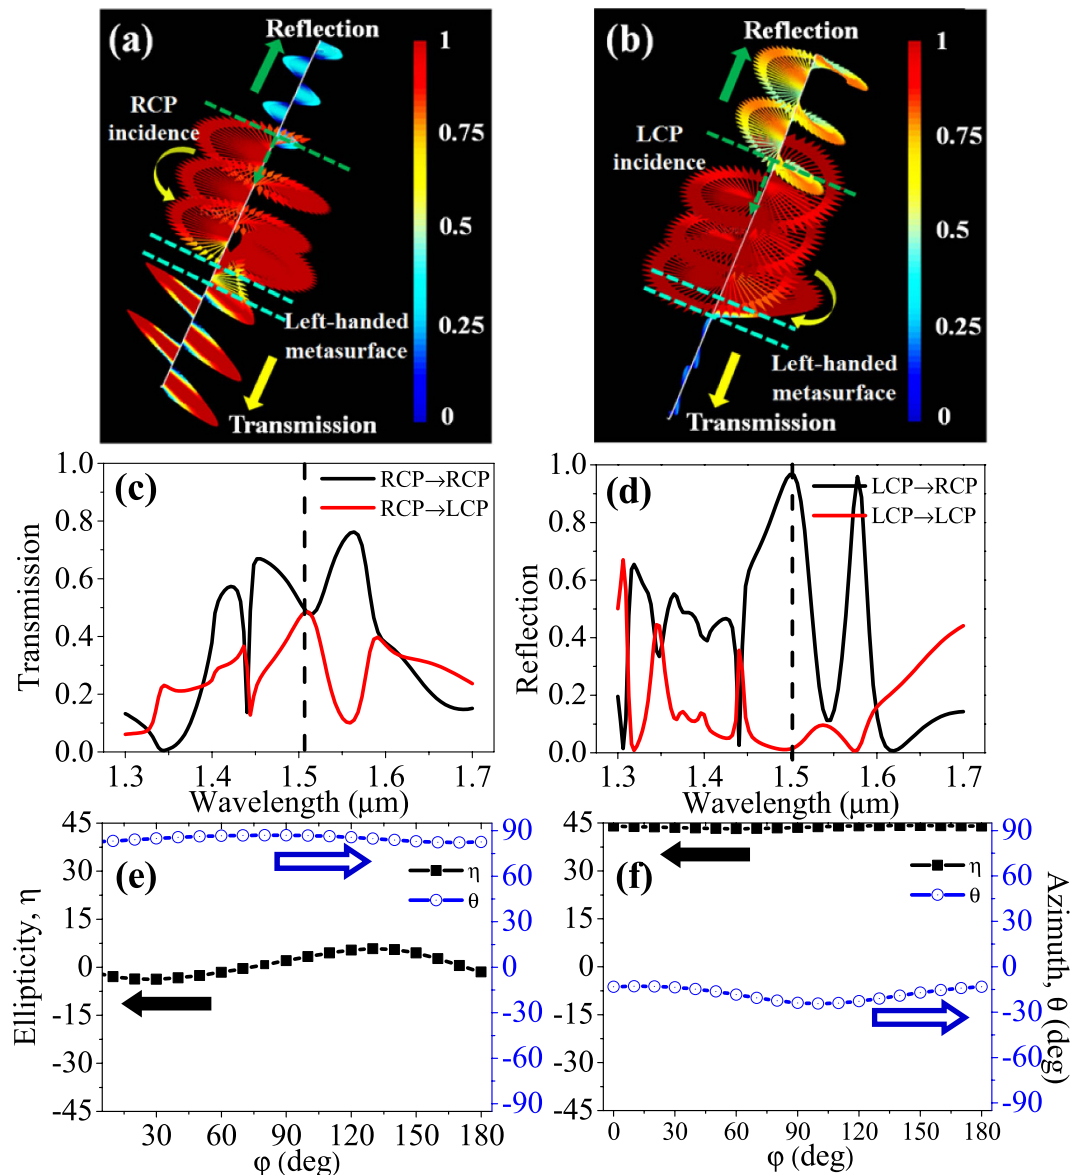 (a)
Reflection
1
RCP
incidence
0.75
0.5
0.25
Left-handed
metasurface
0
Transmission
(b)
Reflection
1
LCP
incidence
0.75
0.5
0.25
Left-handed
metasurface
0
Transmission
(c)
RCP→RCP
RCP→LCP
Transmission
1.0
0.8
0.6
0.4
0.2
0.0
1.3 1.4 1.5 1.6 1.7
Wavelength (μm)
(d)
LCP→RCP
LCP→LCP
Reflection
1.0
0.8
0.6
0.4
0.2
0.0
1.3 1.4 1.5 1.6 1.7
Wavelength (μm)
(e)
η
θ
Ellipticity, η
45
30
15
0
-15
-30
-45
90
60
30
0
-30
-60
-90
30 60 90 120 150 180
φ (deg)
(f)
η
θ
45
30
15
0
-15
-30
-45
90
60
30
0
-30
-60
-90
Azimuth, θ (deg)
0 30 60 90 120 150 180
φ (deg)